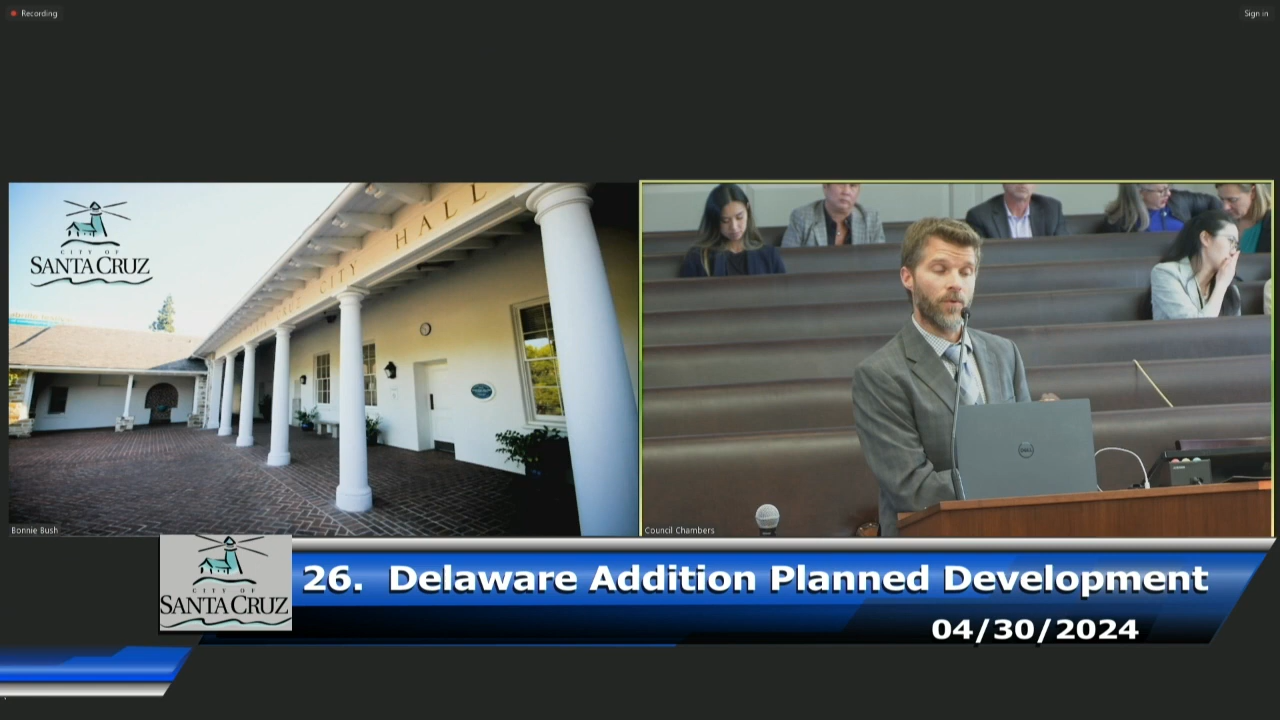 Recording
Sign in
CITY OF
SANTA CRUZ
CITY HALL
Bonnie Bush
DELL
Council Chambers
CITY OF
SANTA CRUZ
26. Delaware Addition Planned Development
04/30/2024